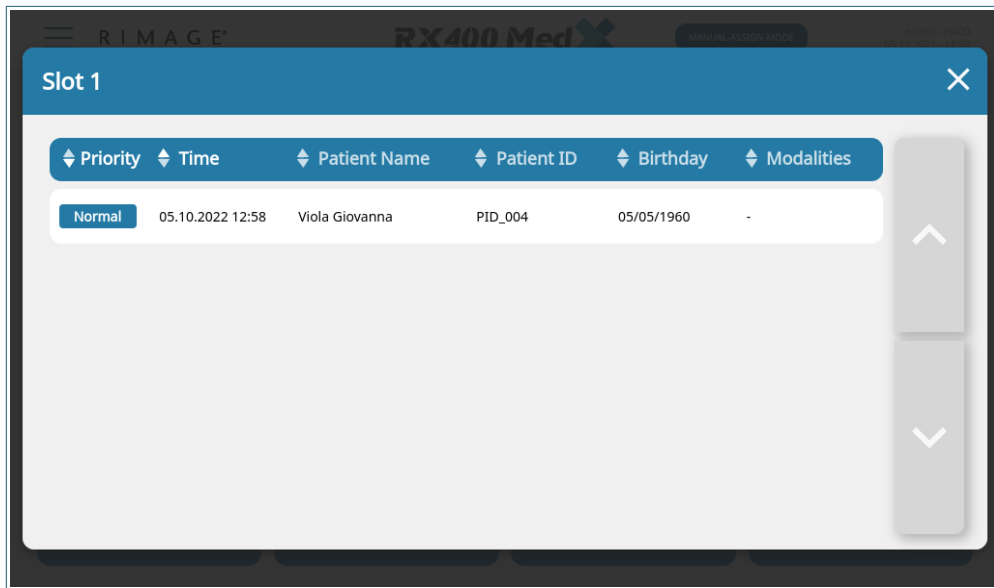 RIMAGE®
RX400 MedX
MANUAL-ASSIGN-MODE
Slot 1
Priority Time Patient Name Patient ID Birthday Modalities
Normal 05.10.2022 12:58 Viola Giovanna PID_004 05/05/1960 -